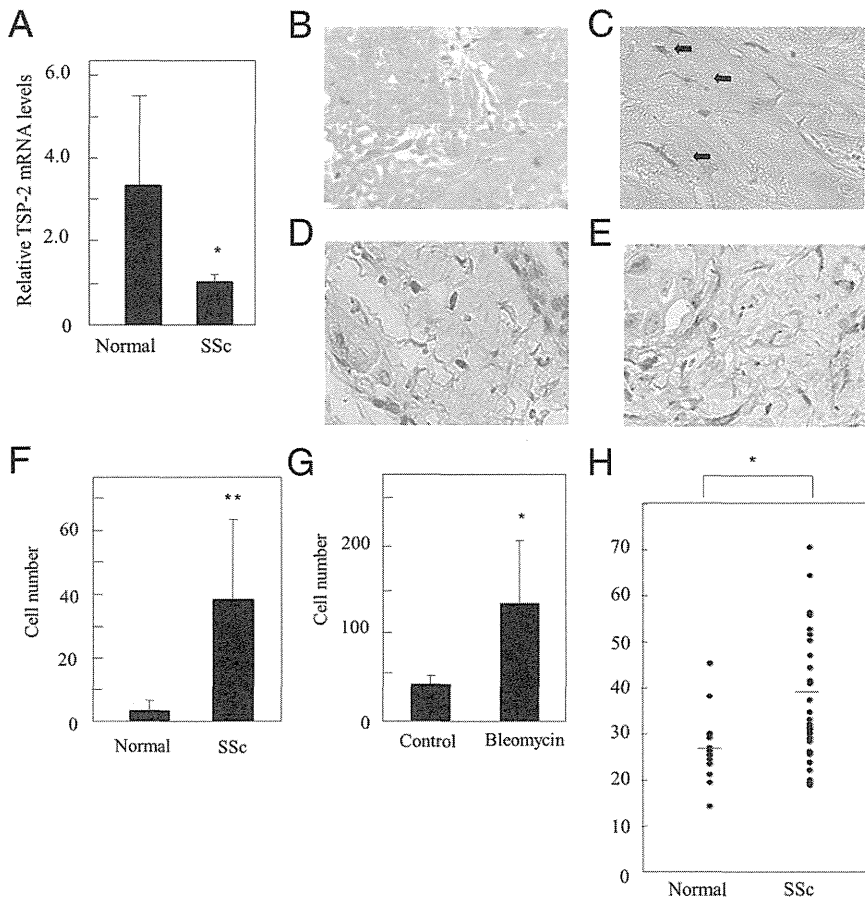 A
Relative TSP-2 mRNA levels
6.0
4.0
2.0
0
*
Normal SSc
B
C
D
E
F
Cell number
60
40
20
0
**
Normal SSc
G
Cell number
200
100
0
*
Control Bleomycin
H
*
70
60
50
40
30
20
10
0
Normal SSc